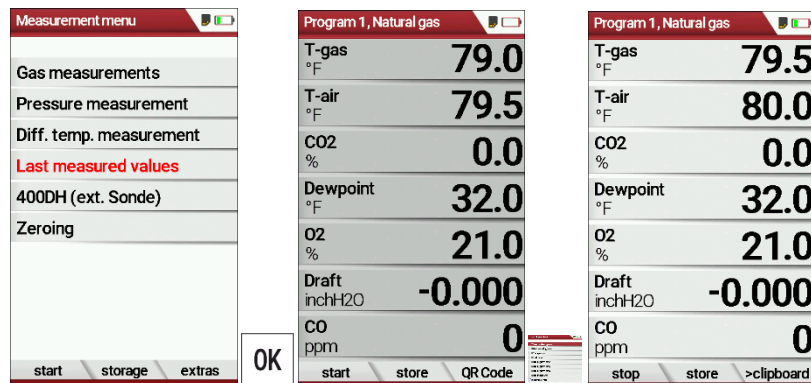 Measurement menu
Gas measurements
Pressure measurement
Diff. temp. measurement
Last measured values
400DH (ext. Sonde)
Zeroing
start storage extras
OK
Program 1, Natural gas
T-gas 79.0
°F
T-air 79.5
°F
CO2 0.0
%
Dewpoint 32.0
°F
O2 21.0
%
Draft -0.000
inchH2O
CO 0
ppm
start store QR Code
Program 1, Natural gas
T-gas 79.5
°F
T-air 80.0
°F
CO2 0.0
%
Dewpoint 32.0
°F
O2 21.0
%
Draft -0.000
inchH2O
CO 0
ppm
stop store >clipboard